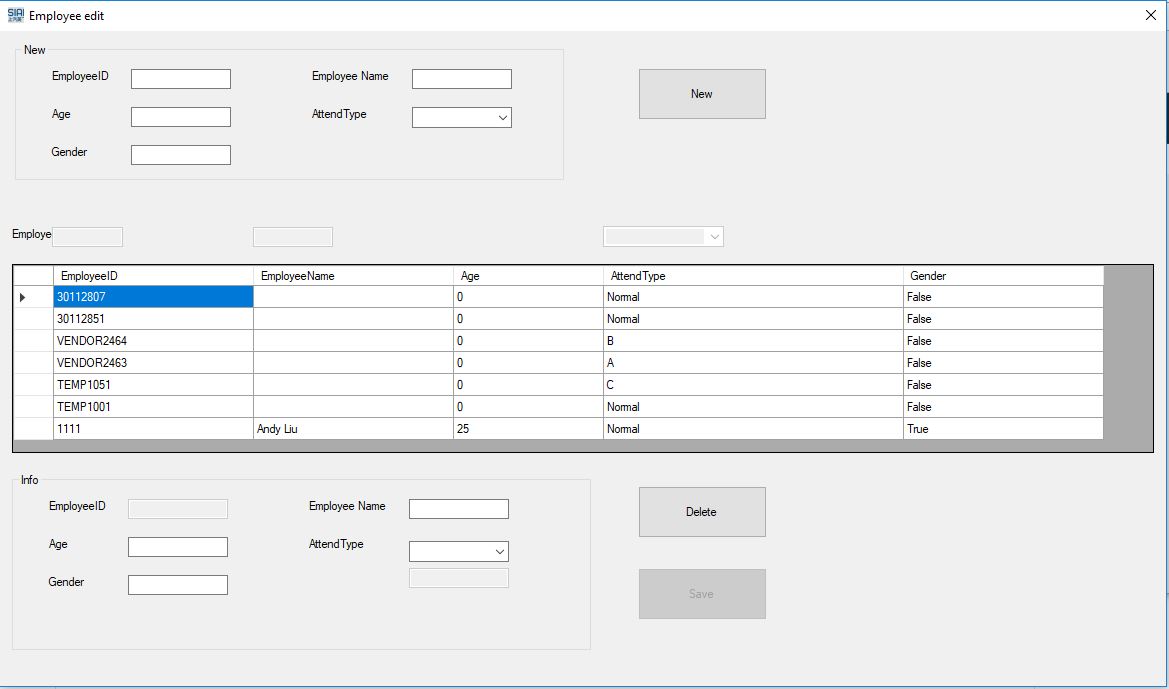 SIAI Employee edit
New
EmployeeID Employee Name
New
Age AttendType
Gender
Employe
EmployeeID EmployeeName Age AttendType Gender
30112807 0 Normal False
30112851 0 Normal False
VENDOR2464 0 B False
VENDOR2463 0 A False
TEMP1051 0 C False
TEMP1001 0 Normal False
1111 Andy Liu 25 Normal True
Info
EmployeeID Employee Name
Delete
Age AttendType
Gender
Save